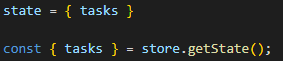 state = { tasks }
const { tasks } = store.getState();